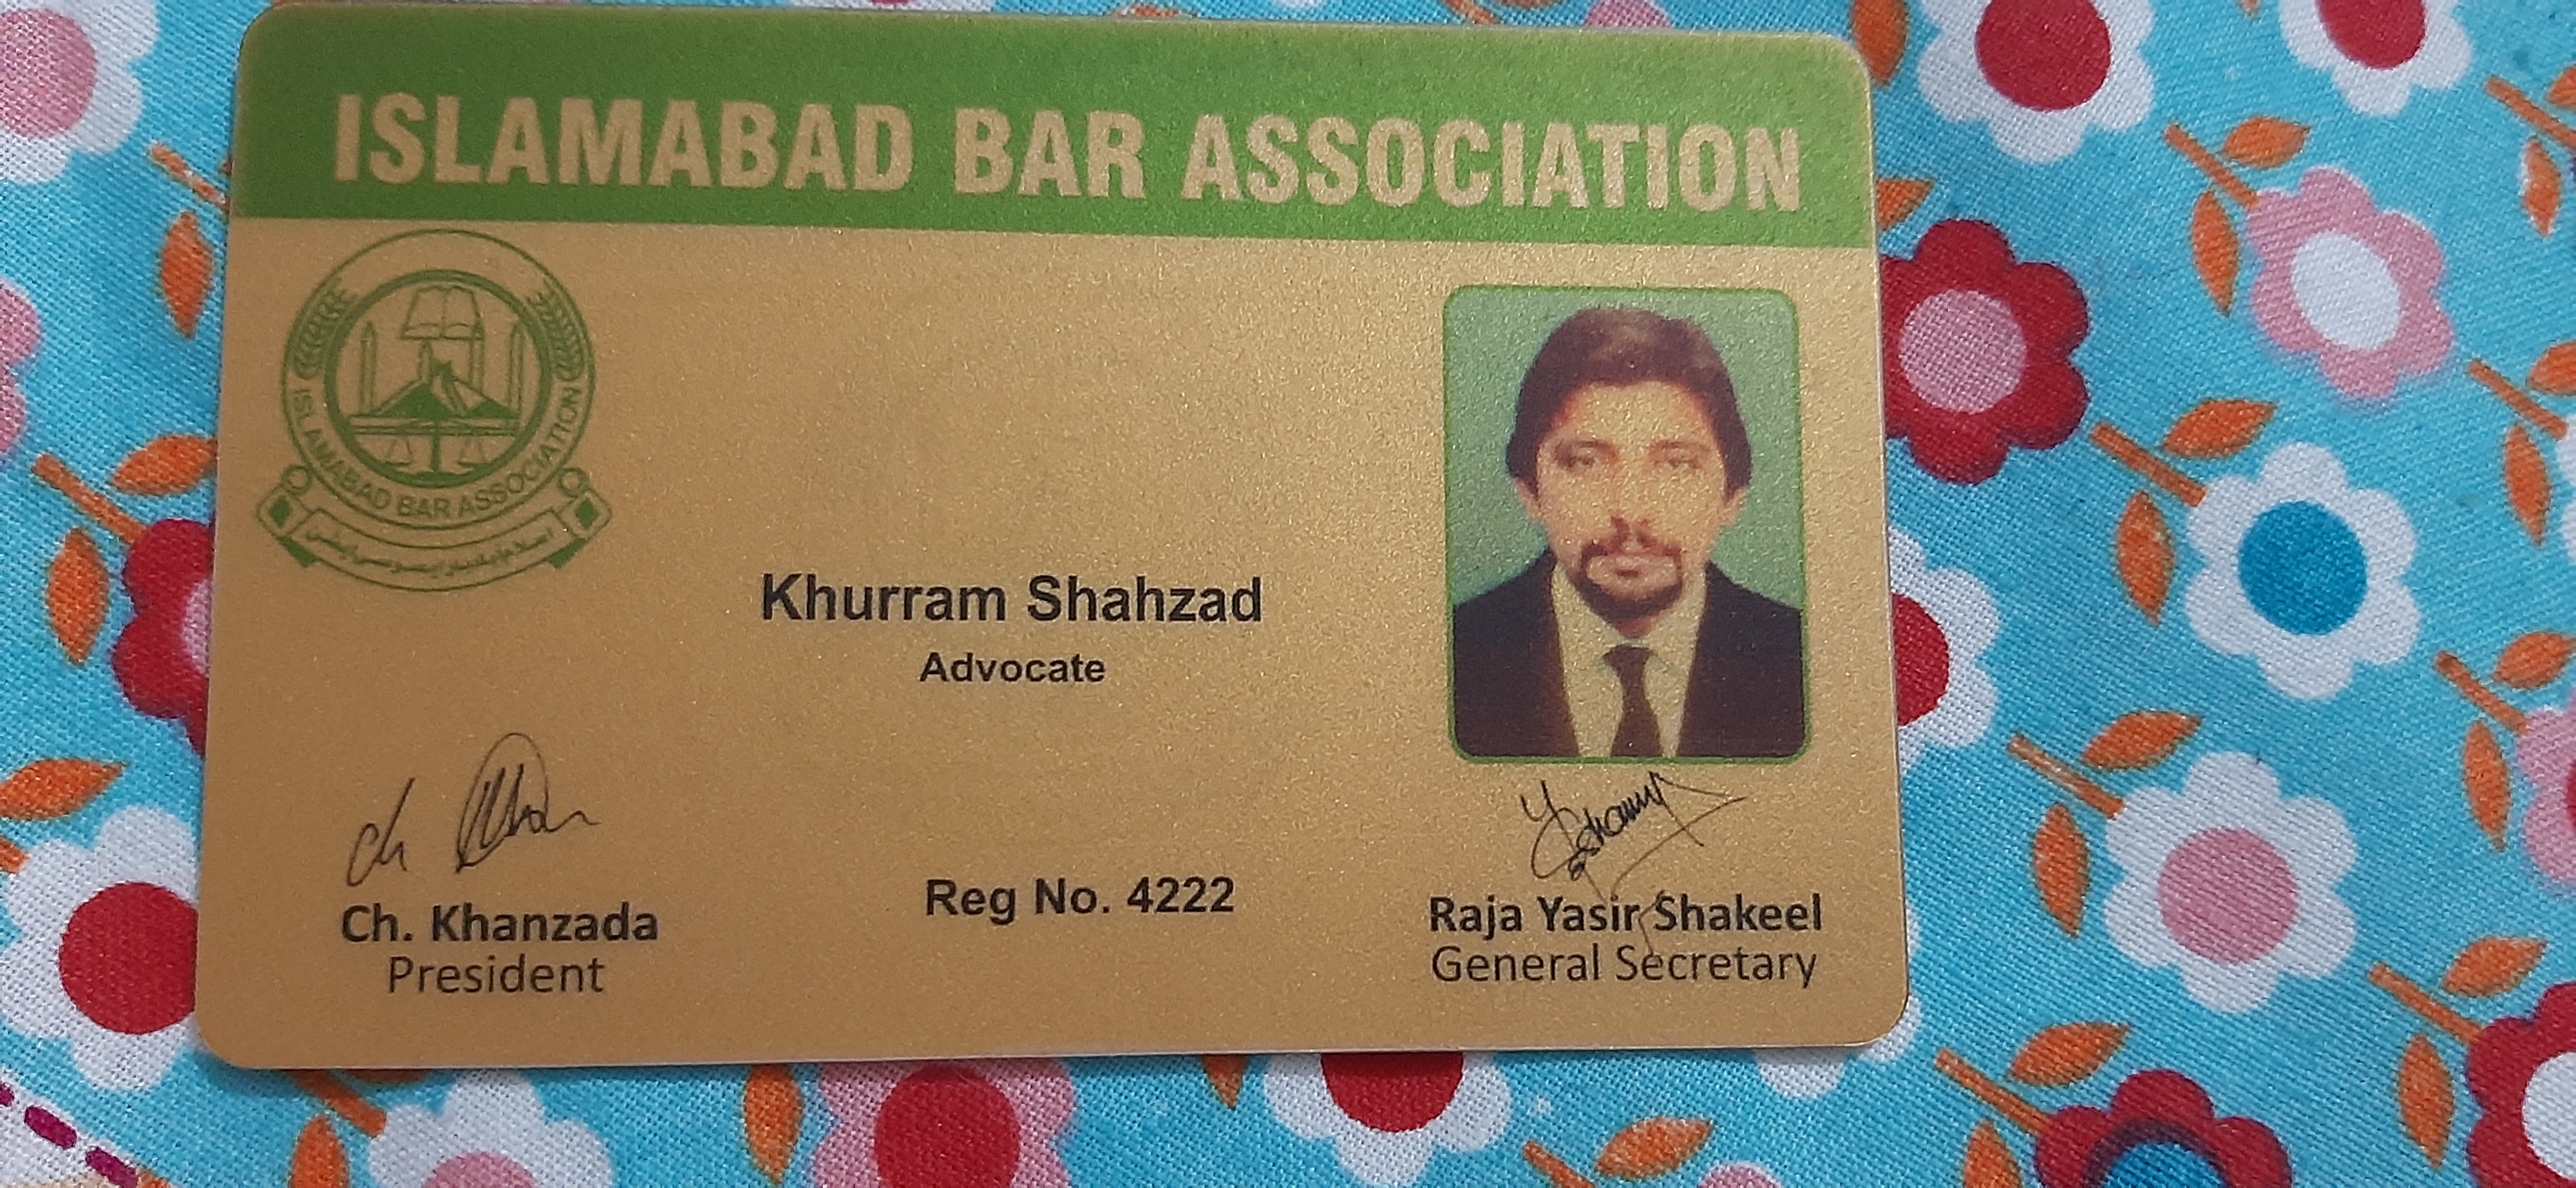 ISLAMABAD BAR ASSOCIATION
ISLAMABAD BAR ASSOCIATION
Khurram Shahzad
Advocate
Reg No. 4222
Ch. Khanzada
President
Raja Yasir Shakeel
General Secretary